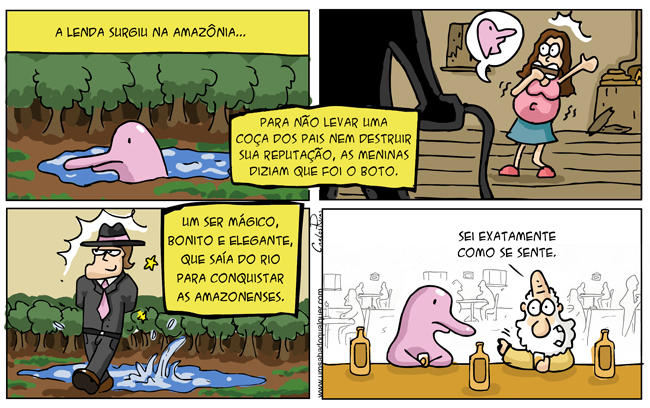 A LENDA SURGIU NA AMAZÔNIA...
PARA NÃO LEVAR UMA
COÇA DOS PAIS NEM DESTRUIR
SUA REPUTAÇÃO, AS MENINAS
DIZIAM QUE FOI O BOTO.
UM SER MÁGICO,
BONITO E ELEGANTE,
QUE SAÍA DO RIO
PARA CONQUISTAR
AS AMAZONENSES.
SEI EXATAMENTE
COMO SE SENTE.
www.umsabadoqualquer.com